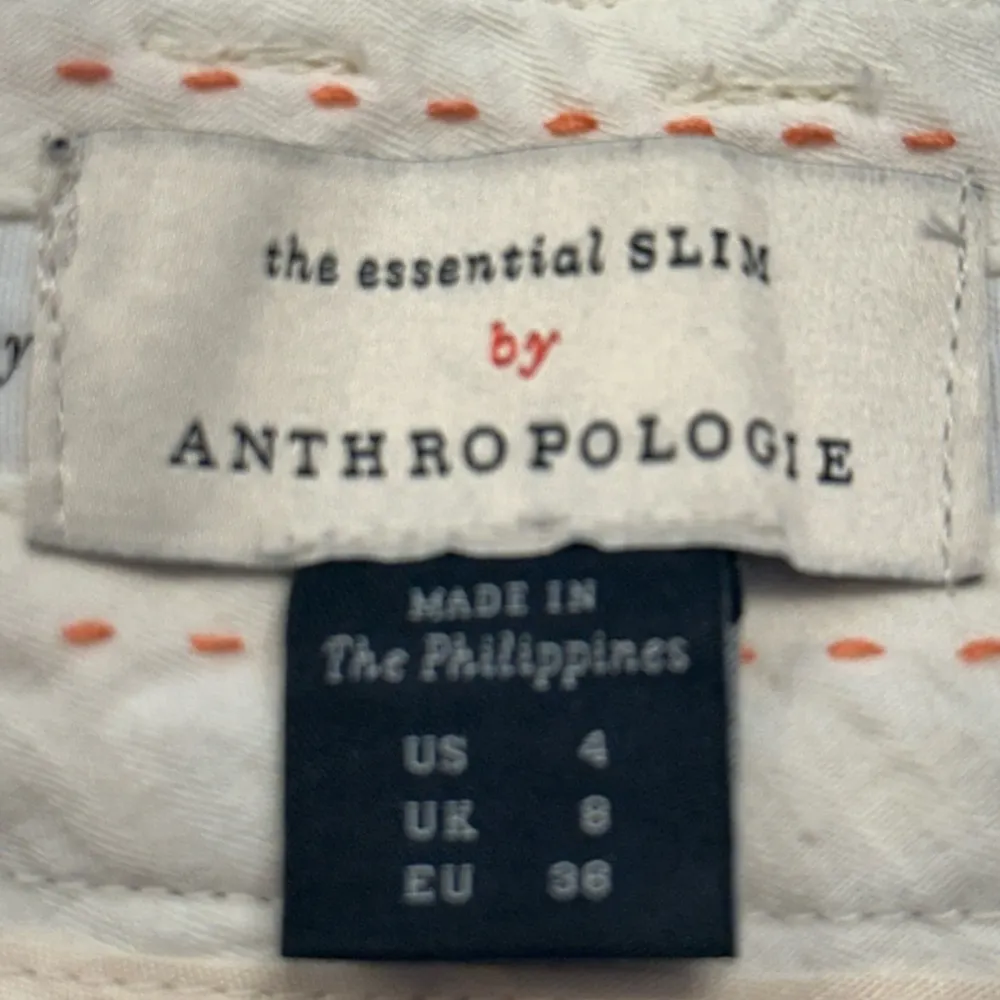 the essential SLIM
by
ANTHROPOLOGIE
y
MADE IN
The Philippines
US 4
UK 8
EU 36